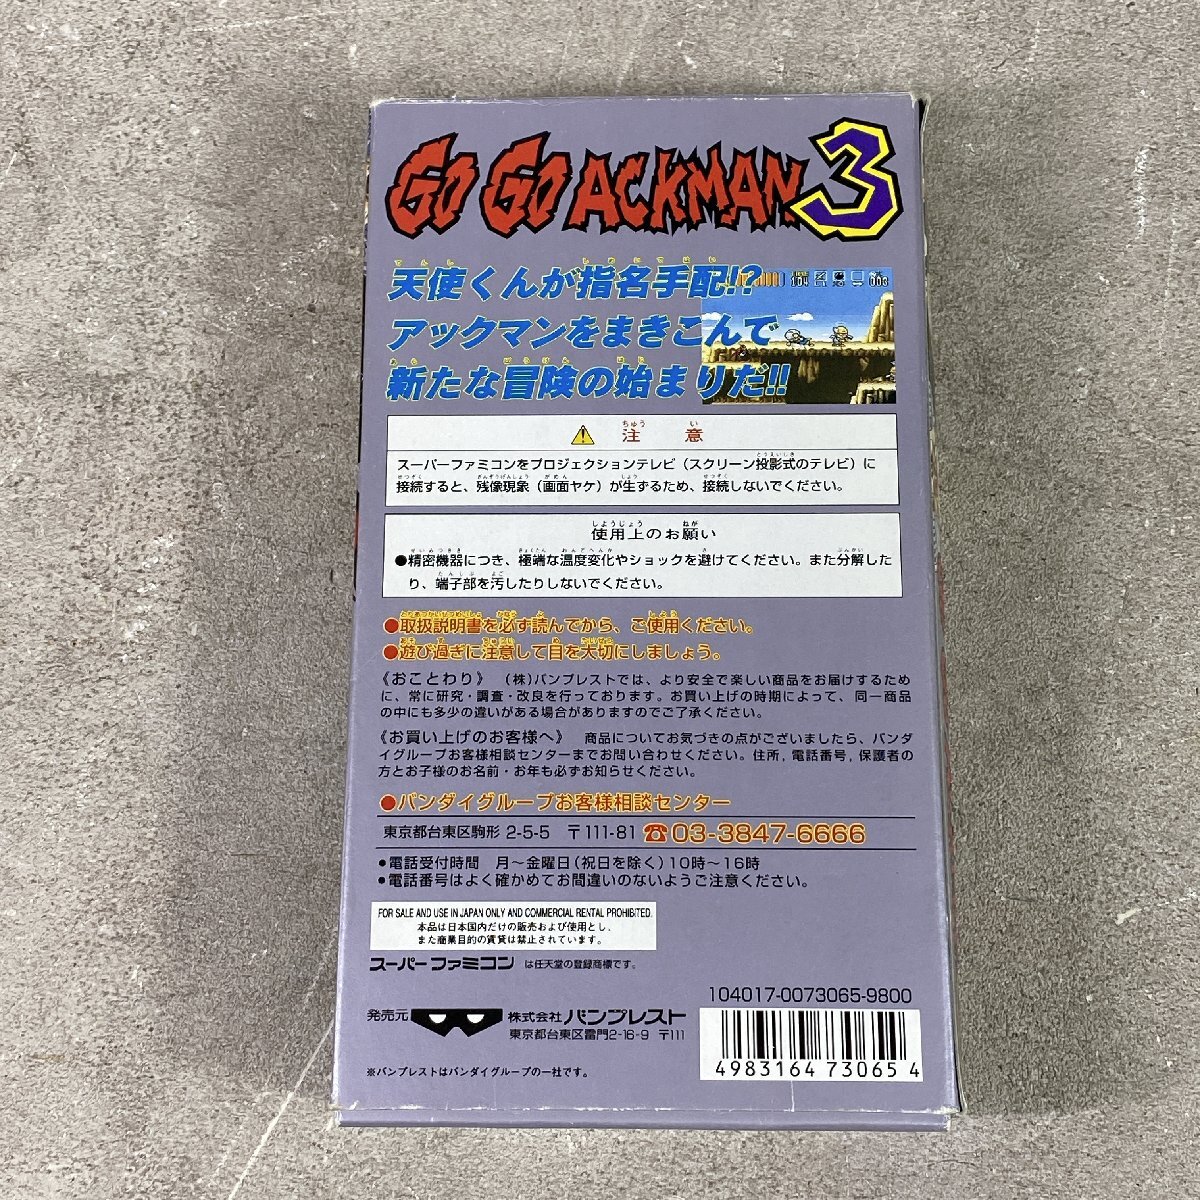 GO GO ACKMAN 3
天使くんが指名手配!?
アックマンをまきこんで
新たな冒険の始まりだ!!
003
注意
スーパーファミコンをプロジェクションテレビ(スクリーン投影式のテレビ)に
接続すると、残像現象(画面ヤケ)が生ずるため、接続しないでください。
使用上のお願い
●精密機器につき、極端な温度変化やショックを避けてください。また分解した
り、端子部を汚したりしないでください。
●取扱説明書を必ず読んでから、ご使用ください。
●遊び過ぎに注意して目を大切にしましょう。
《おことわり》 (株)バンプレストでは、より安全で楽しい商品をお届けするため
に、常に研究・調査・改良を行っております。お買い上げの時期によって、同一商品
の中にも多少の違いがある場合がありますのでご了承ください。
《お買い上げのお客様へ》 商品についてお気づきの点がございましたら、バンダ
イグループお客様相談センターまでお問い合わせください。住所,電話番号,保護者の
方とお子様のお名前・お年も必ずお知らせください。
●バンダイグループお客様相談センター
東京都台東区駒形 2-5-5 〒111-81 ☎03-3847-6666
●電話受付時間 月〜金曜日(祝日を除く)10時〜16時
●電話番号はよく確かめてお間違いのないようご注意ください。
FOR SALE AND USE IN JAPAN ONLY AND COMMERCIAL RENTAL PROHIBITED.
本品は日本国内だけの販売および使用とし、
また商業目的の賃貸は禁止されています。
スーパーファミコン は任天堂の登録商標です。
104017-0073065-9800
発売元 株式会社バンプレスト
東京都台東区雷門2-16-9 〒111
4983164 730654
※バンプレストはバンダイグループの一社です。